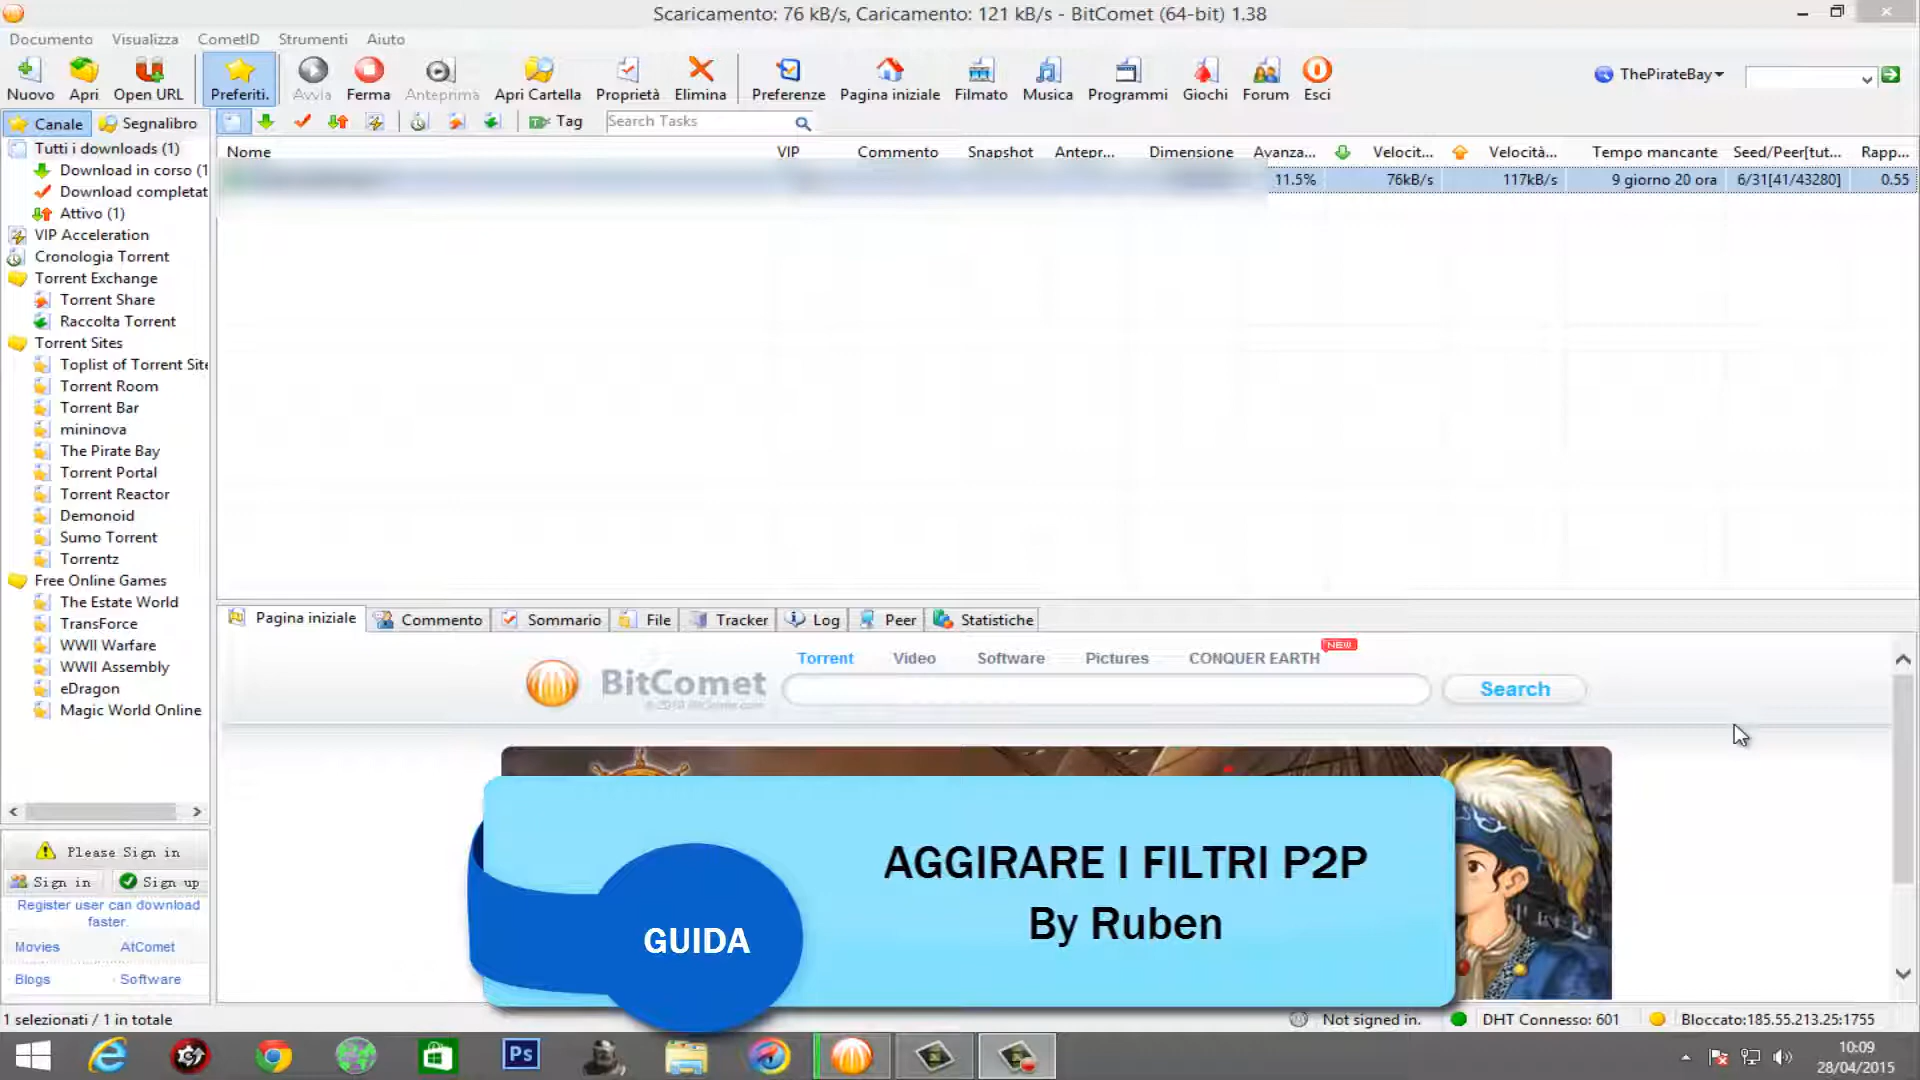 Scaricamento: 76 kB/s, Caricamento: 121 kB/s - BitComet (64-bit) 1.38
Documento Visualizza CometID Strumenti Aiuto
Nuovo Apri Open URL Preferiti. Avvia Ferma Anteprima Apri Cartella Proprietà Elimina Preferenze Pagina iniziale Filmato Musica Programmi Giochi Forum Esci ThePirateBay
Canale Segnalibro
Tag Search Tasks
Nome VIP Commento Snapshot Antepr... Dimensione Avanza... Velocit... Velocità... Tempo mancante Seed/Peer[tut... Rapp...
11.5% 76kB/s 117kB/s 9 giorno 20 ora 6/31[41/43280] 0.55
Tutti i downloads (1)
Download in corso (1
Download completat
Attivo (1)
VIP Acceleration
Cronologia Torrent
Torrent Exchange
Torrent Share
Raccolta Torrent
Torrent Sites
Toplist of Torrent Site
Torrent Room
Torrent Bar
mininova
The Pirate Bay
Torrent Portal
Torrent Reactor
Demonoid
Sumo Torrent
Torrentz
Free Online Games
The Estate World
TransForce
WWII Warfare
WWII Assembly
eDragon
Magic World Online
Please Sign in
Sign in Sign up
Register user can download
faster.
Movies AtComet
Blogs Software
Pagina iniziale Commento Sommario File Tracker Log Peer Statistiche
Torrent Video Software Pictures CONQUER EARTH NEW
BitComet
Search
AGGIRARE I FILTRI P2P
By Ruben
GUIDA
1 selezionati / 1 in totale
Not signed in. DHT Connesso: 601 Bloccato:185.55.213.25:1755
Ps
10:09
28/04/2015